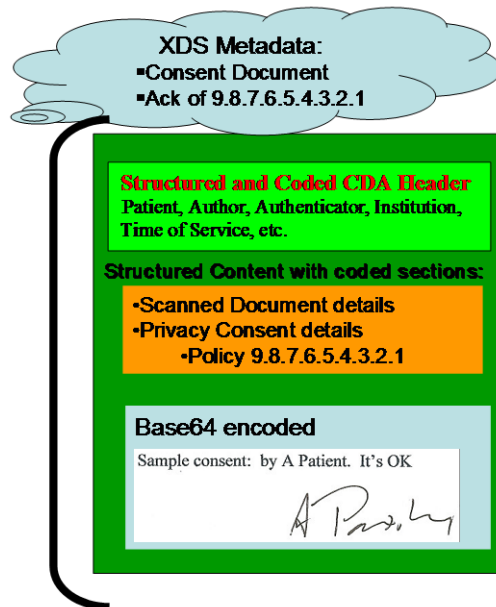 XDS Metadata:
▪Consent Document
▪Ack of 9.8.7.6.5.4.3.2.1
Structured and Coded CDA Header
Patient, Author, Authenticator, Institution,
Time of Service, etc.
Structured Content with coded sections:
•Scanned Document details
•Privacy Consent details
•Policy 9.8.7.6.5.4.3.2.1
Base64 encoded
Sample consent: by A Patient. It's OK